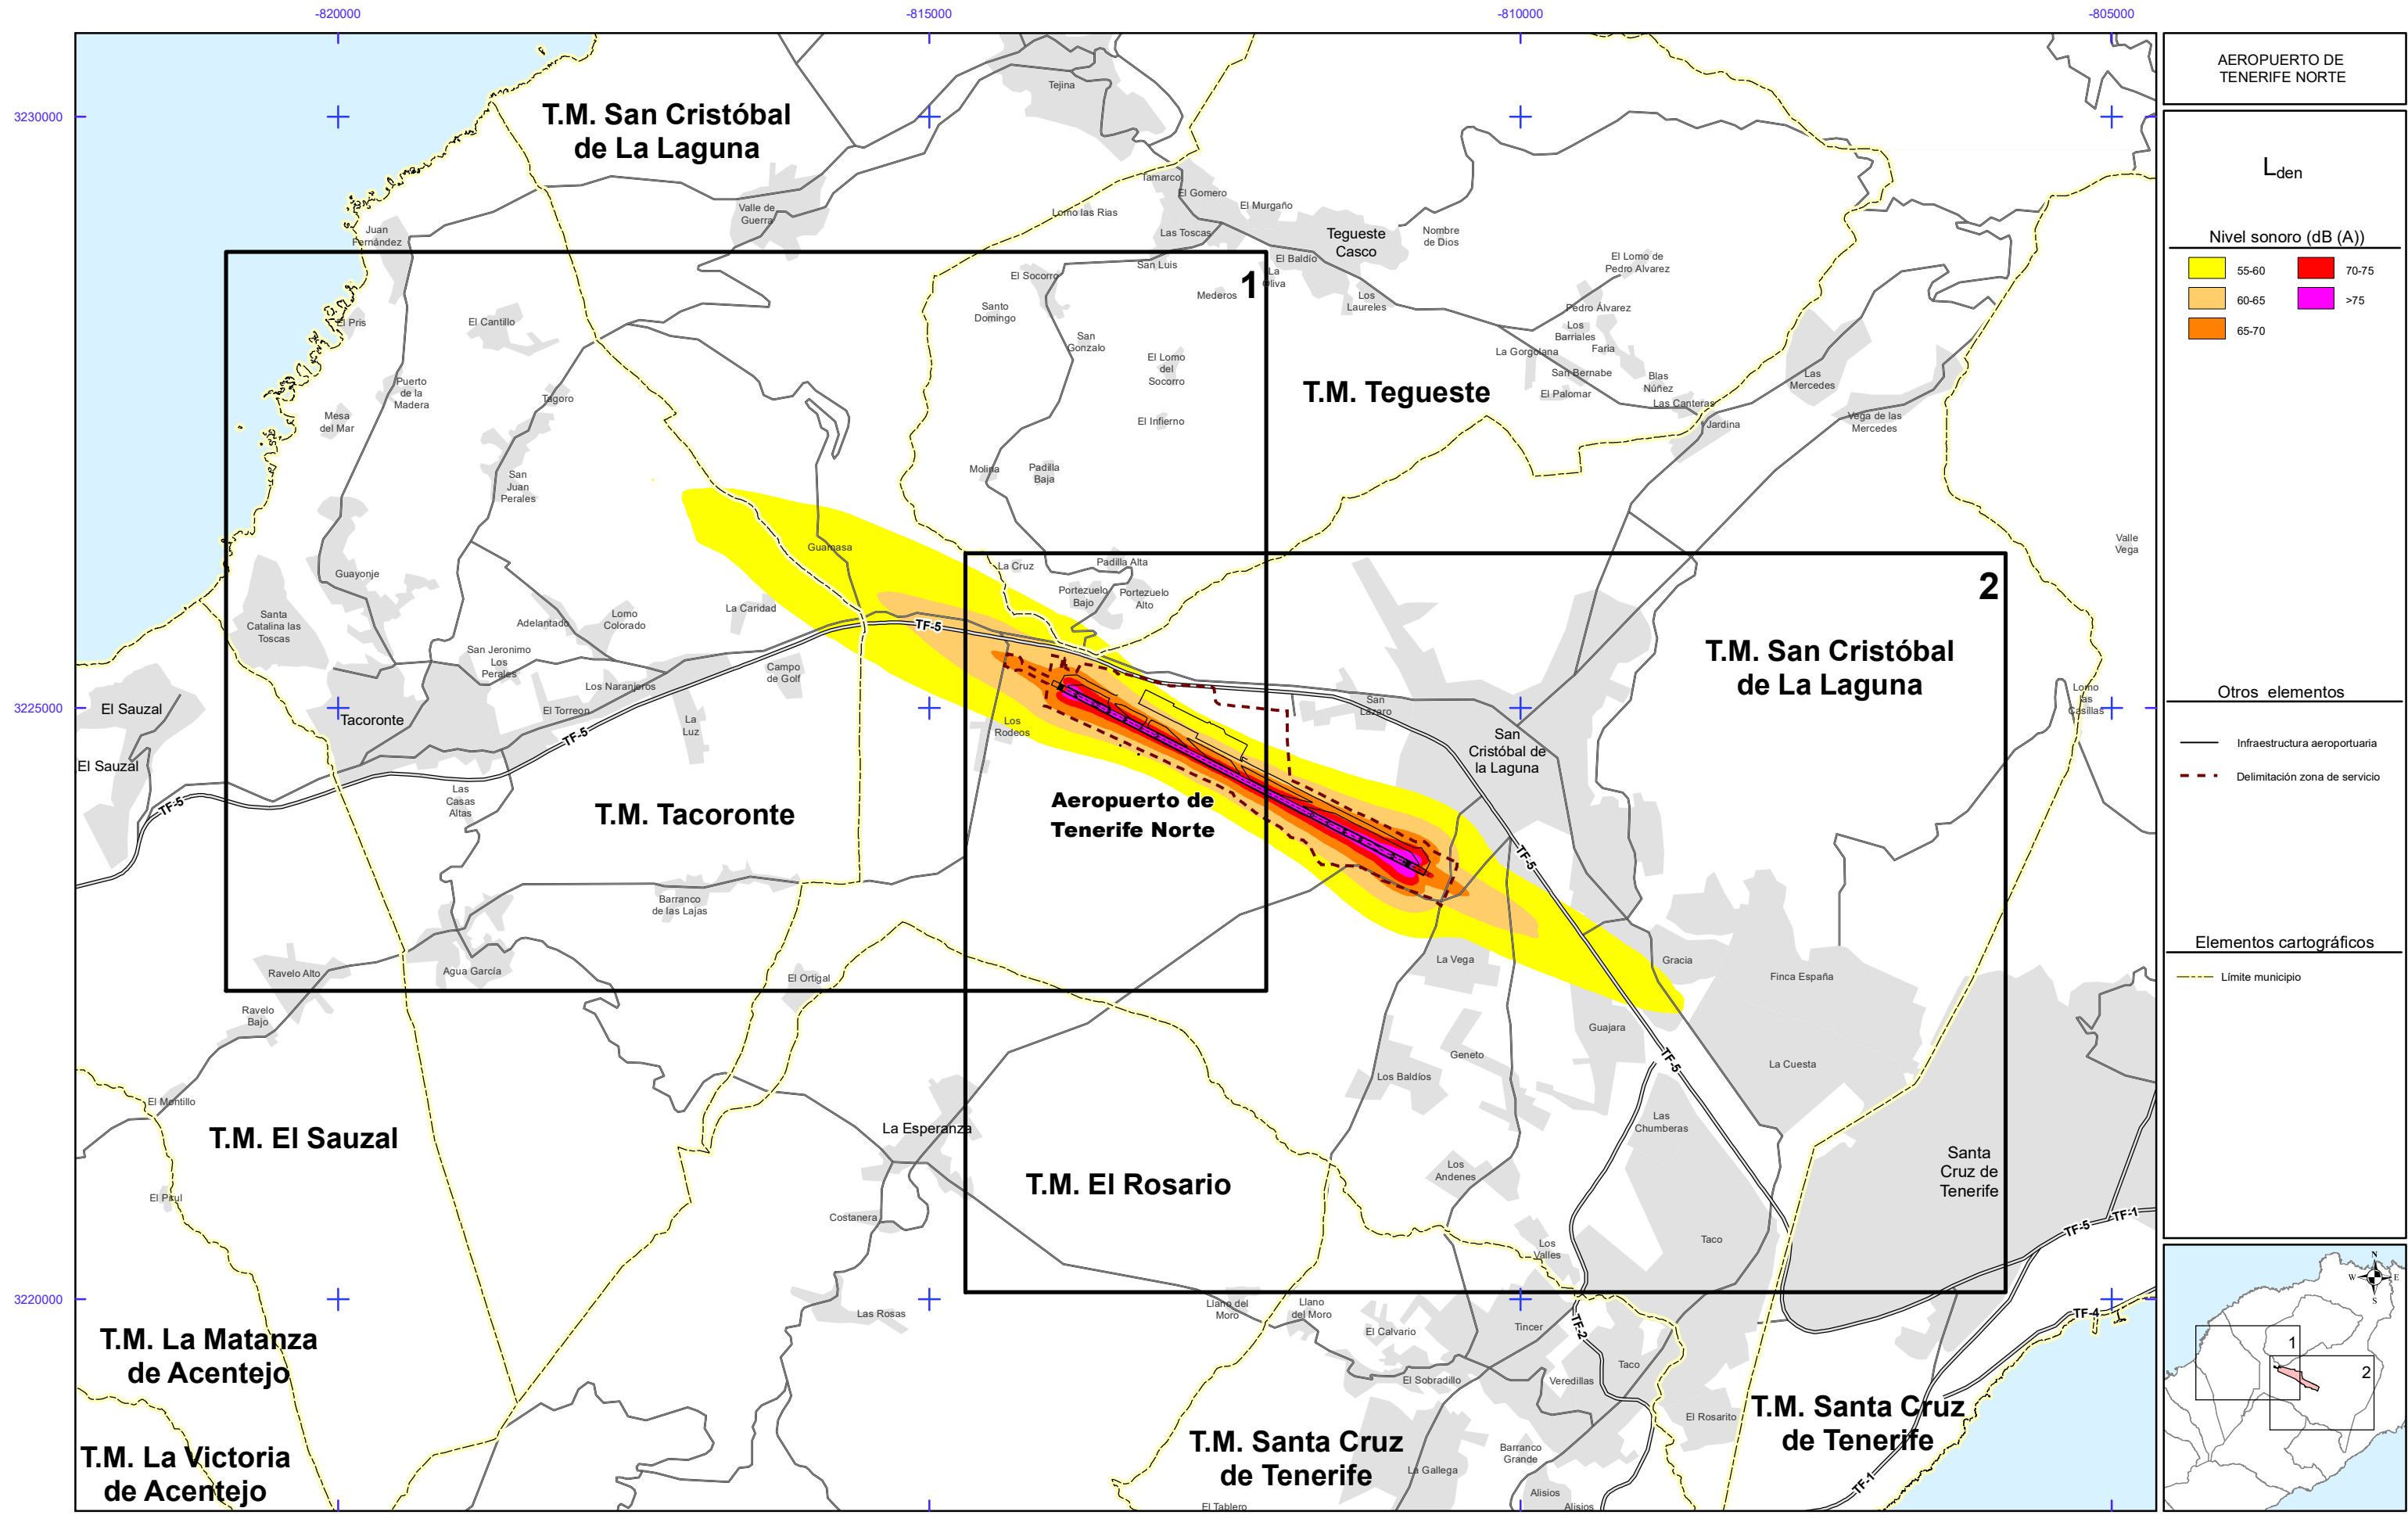 -820000
-815000
-810000
-805000
3230000
3225000
3220000
AEROPUERTO DE
TENERIFE NORTE
Lden
Nivel sonoro (dB (A))
55-60
70-75
60-65
>75
65-70
Otros elementos
Infraestructura aeroportuaria
Delimitación zona de servicio
Elementos cartográficos
Límite municipio
N
W
E
S
1
2
T.M. San Cristóbal
de La Laguna
Tejina
Valle de
Guerra
Juan
Fernández
Tamarco
El Gomero
Lomo las Rias
El Murgaño
Las Toscas
Tegueste
Casco
Nombre
de Dios
San Luis
El Baldío
La
Oliva
El Socorro
1
Mederos
Los
Laureles
El Lomo de
Pedro Alvarez
Pedro Álvarez
Santo
Domingo
El Pris
El Cantillo
San
Gonzalo
Los
Barriales
Faria
La Gorgolana
El Lomo
del
Socorro
San Bernabe
Blas
Núñez
Las
Mercedes
Puerto
de la
Madera
Tagoro
T.M. Tegueste
El Palomar
Las Canteras
Mesa
del Mar
El Infierno
Jardina
Vega de las
Mercedes
San
Juan
Perales
Molina
Padilla
Baja
Guamasa
Valle
Vega
La Cruz
Padilla Alta
Guayonje
Portezuelo
Bajo
Portezuelo
Alto
2
Santa
Catalina las
Toscas
Adelantado
Lomo
Colorado
La Caridad
TF-5
San Jeronimo
Los
Perales
Campo
de Golf
T.M. San Cristóbal
de La Laguna
Los Naranjeros
El Sauzal
Tacoronte
El Torreon
La
Luz
TF-5
Los
Rodeos
San
Lázaro
San
Cristóbal de
la Laguna
Lomo
las
Casillas
El Sauzal
TF-5
Las
Casas
Altas
T.M. Tacoronte
Aeropuerto de
Tenerife Norte
TF-5
Barranco
de las Lajas
Ravelo Alto
Agua García
El Ortigal
La Vega
Gracia
Finca España
Ravelo
Bajo
Guajara
Geneto
TF-5
La Cuesta
Los Baldíos
El Montillo
T.M. El Sauzal
La Esperanza
Las
Chumberas
Los
Andenes
T.M. El Rosario
Santa
Cruz de
Tenerife
El Pirul
Costanera
Taco
Los
Valles
TF-5
TF-1
Las Rosas
Llano del
Moro
Llano
del Moro
El Calvario
Tincer
TF-2
TF-4
T.M. La Matanza
de Acentejo
Taco
El Sobradillo
Veredillas
El Rosarito
T.M. Santa Cruz
de Tenerife
T.M. Santa Cruz
de Tenerife
Barranco
Grande
La Gallega
T.M. La Victoria
de Acentejo
TF-1
Alisios
El Tablero
Alisios